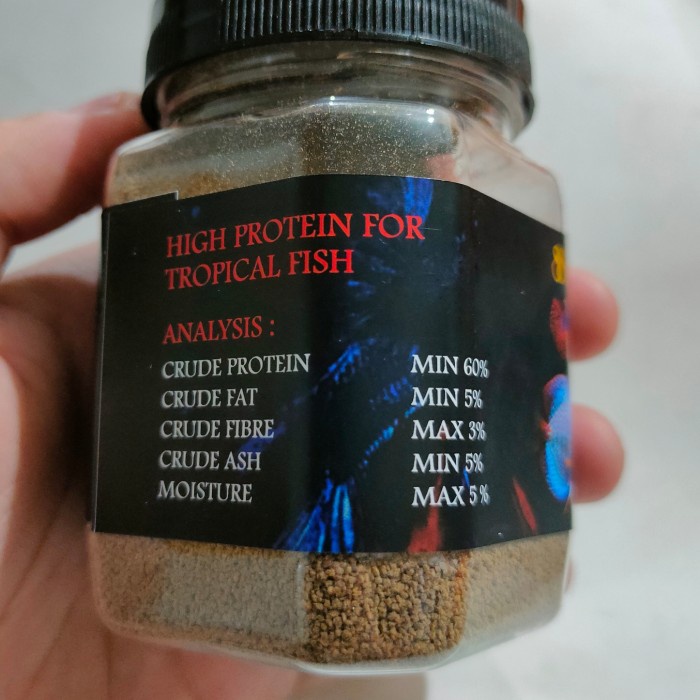 HIGH PROTEIN FOR
TROPICAL FISH
ANALYSIS :
CRUDE PROTEIN MIN 60%
CRUDE FAT MIN 5%
CRUDE FIBRE MAX 3%
CRUDE ASH MIN 5%
MOISTURE MAX 5 %